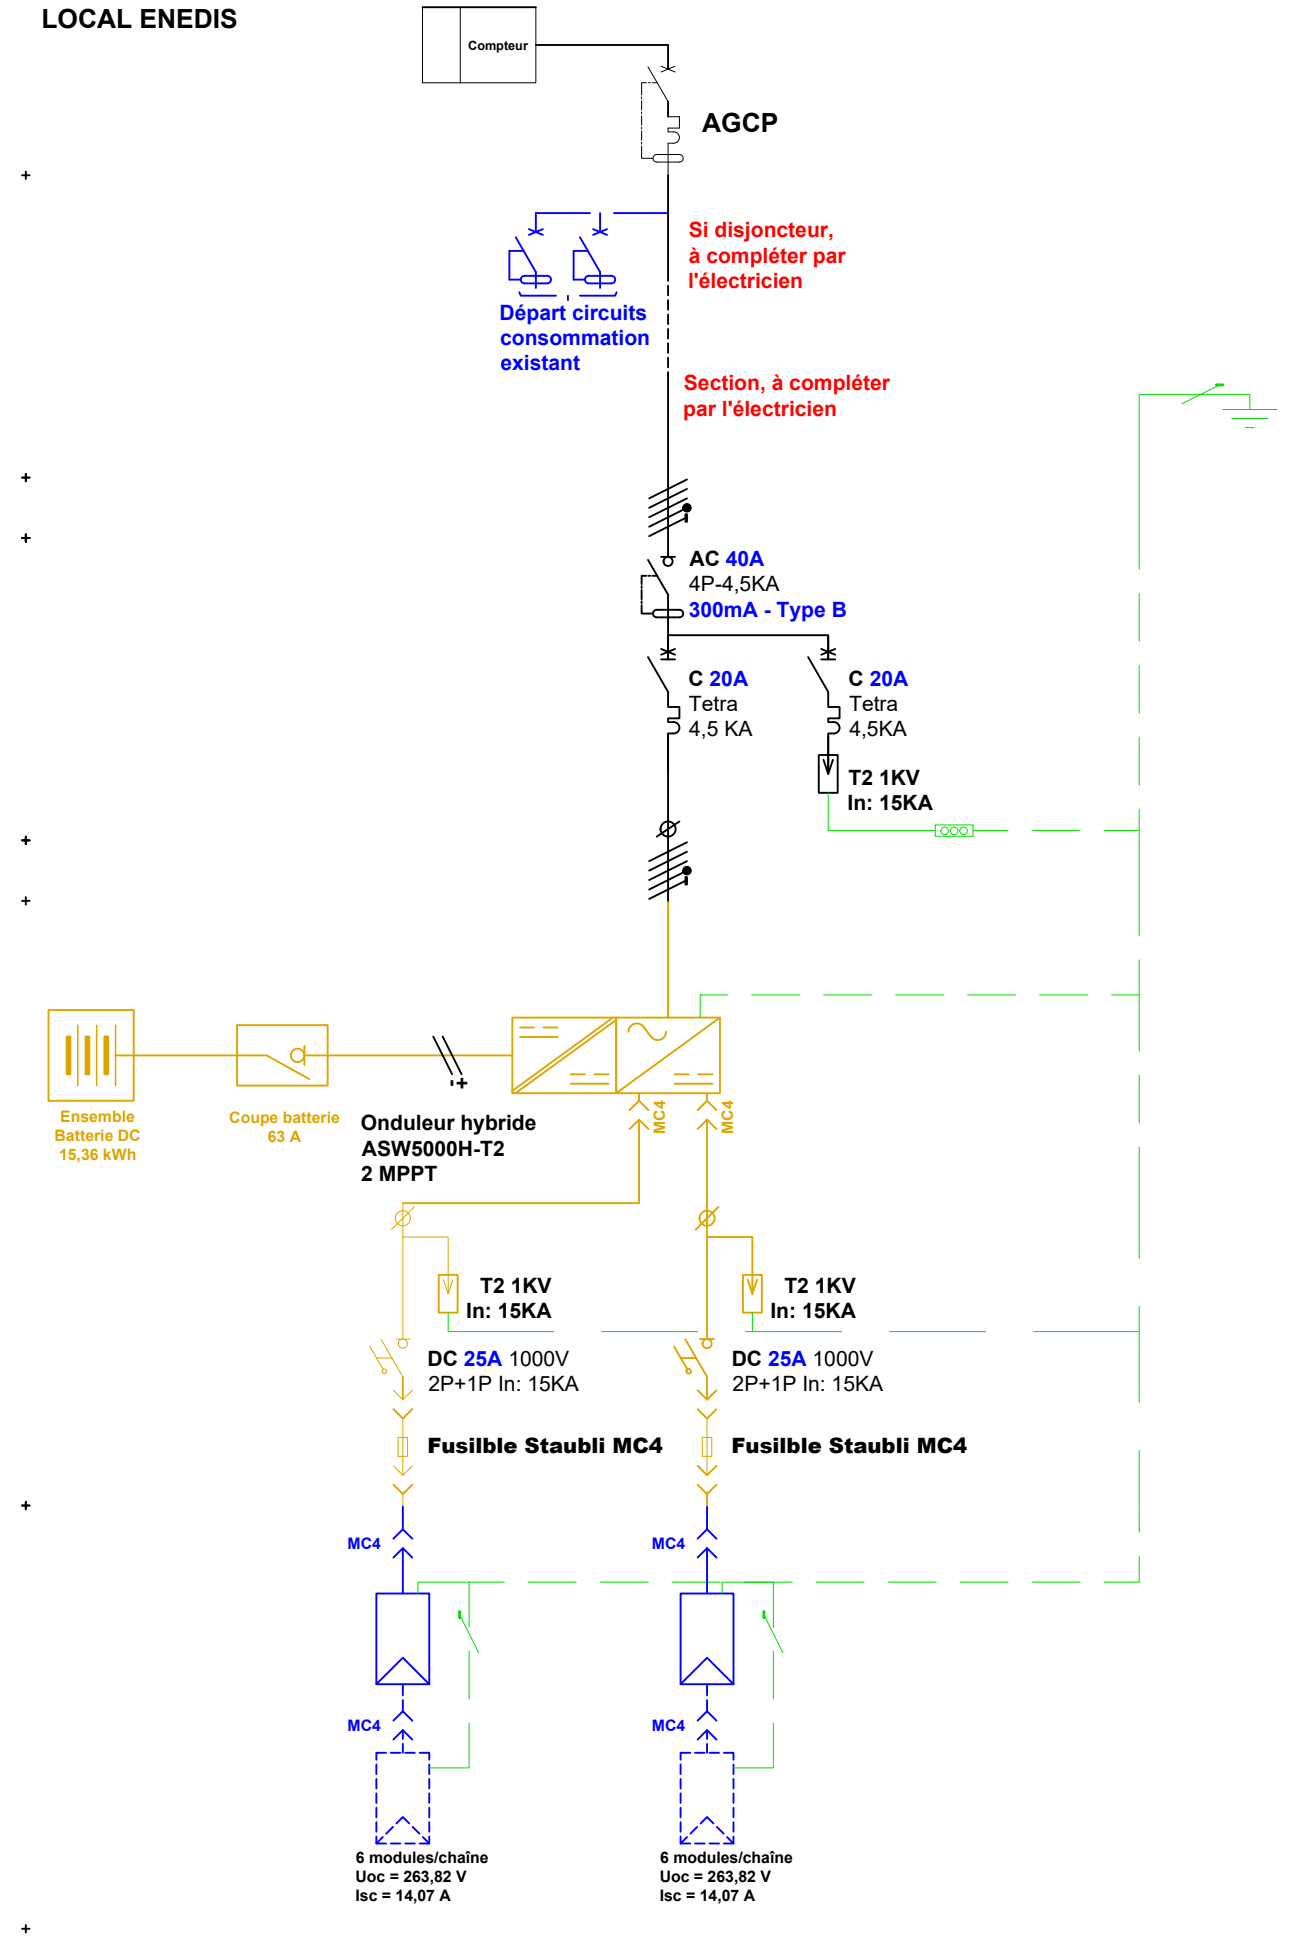 LOCAL ENEDIS
Compteur
AGCP
Si disjoncteur,
à compléter par
l'électricien
Départ circuits
consommation
existant
Section, à compléter
par l'électricien
AC 40A
4P-4,5KA
300mA - Type B
C 20A
Tetra
4,5 KA
C 20A
Tetra
4,5KA
T2 1KV
In: 15KA
Ensemble
Batterie DC
15,36 kWh
Coupe batterie
63 A
Onduleur hybride
ASW5000H-T2
2 MPPT
MC4
MC4
T2 1KV
In: 15KA
T2 1KV
In: 15KA
DC 25A 1000V
2P+1P In: 15KA
DC 25A 1000V
2P+1P In: 15KA
Fusilble Staubli MC4
Fusilble Staubli MC4
MC4
MC4
MC4
MC4
6 modules/chaîne
Uoc = 263,82 V
Isc = 14,07 A
6 modules/chaîne
Uoc = 263,82 V
Isc = 14,07 A